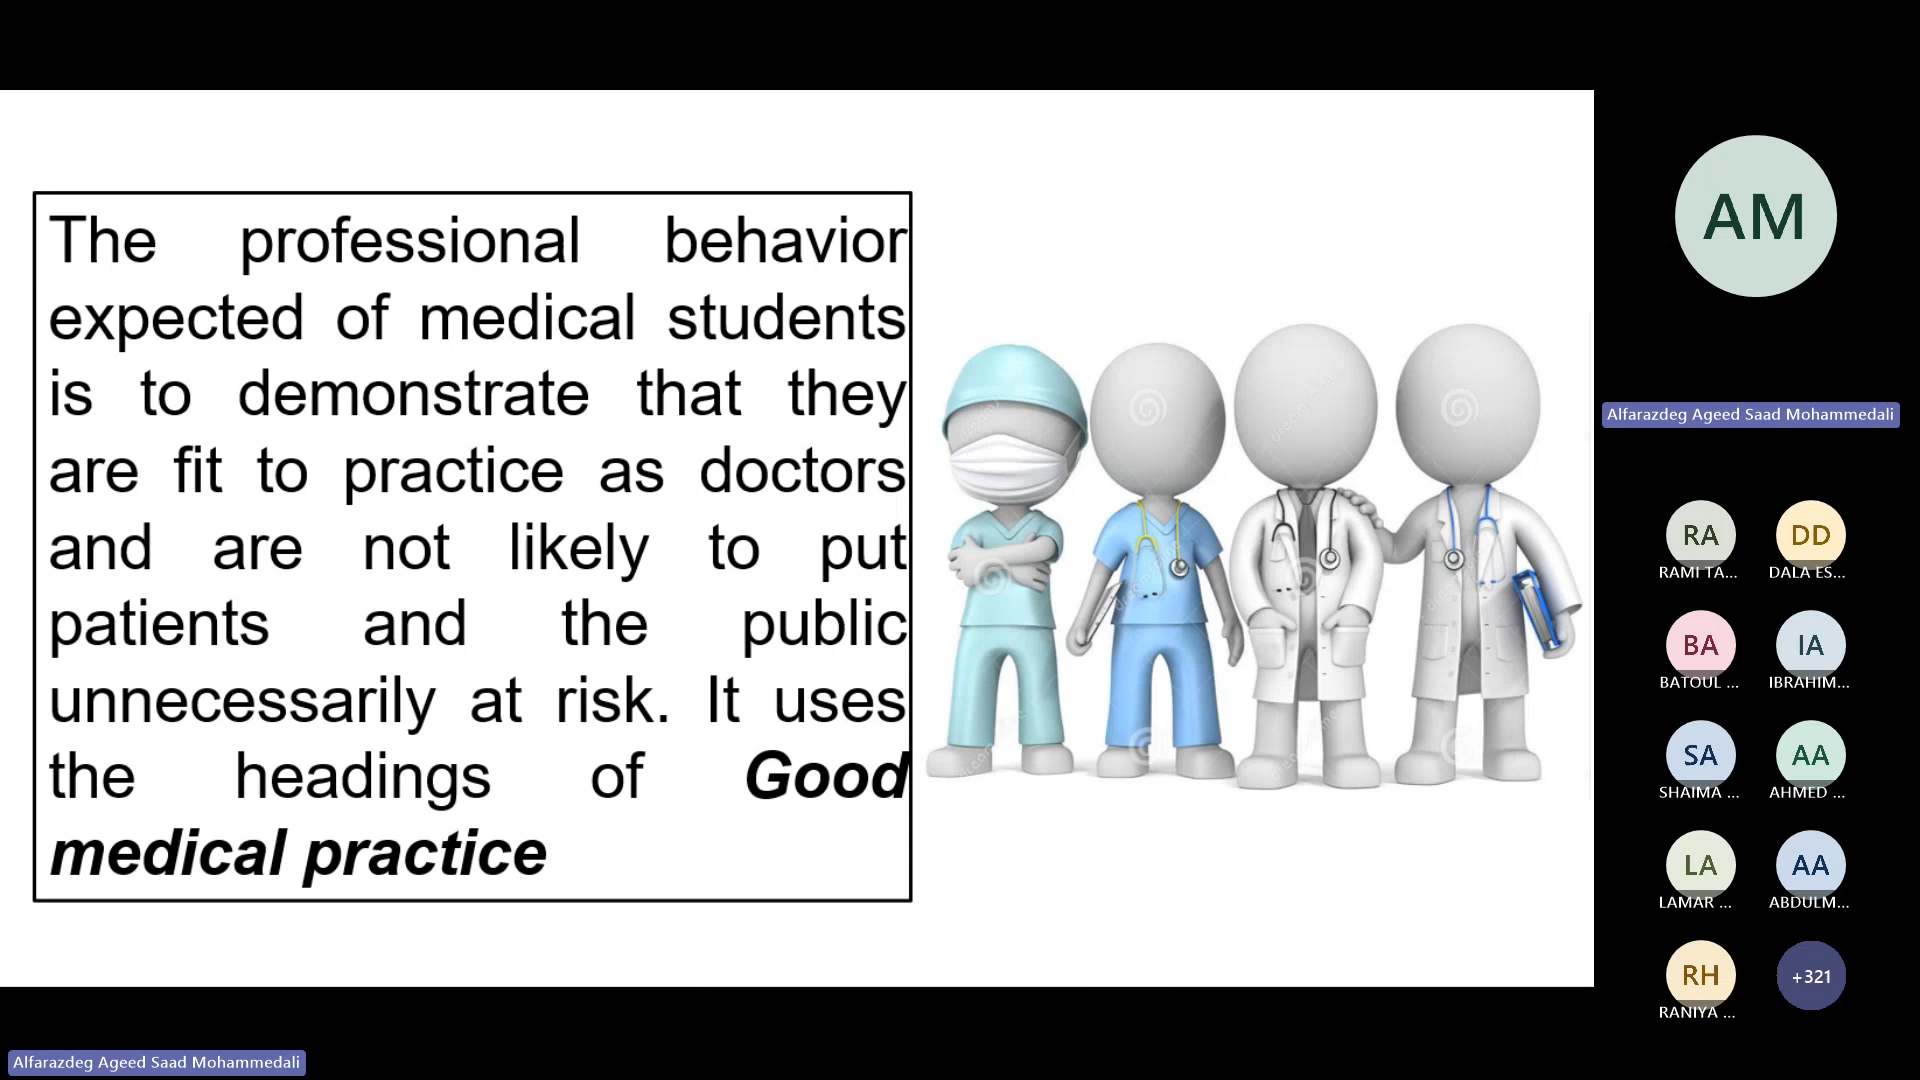 The professional behavior
expected of medical students
is to demonstrate that they
are fit to practice as doctors
and are not likely to put
patients and the public
unnecessarily at risk. It uses
the headings of Good
medical practice
AM
Alfarazdeg Ageed Saad Mohammedali
RA
RAMI TA...
DD
DALA ES...
BA
BATOUL ...
IA
IBRAHIM...
SA
SHAIMA ...
AA
AHMED ...
LA
LAMAR ...
AA
ABDULM...
RH
RANIYA ...
+321
Alfarazdeg Ageed Saad Mohammedali